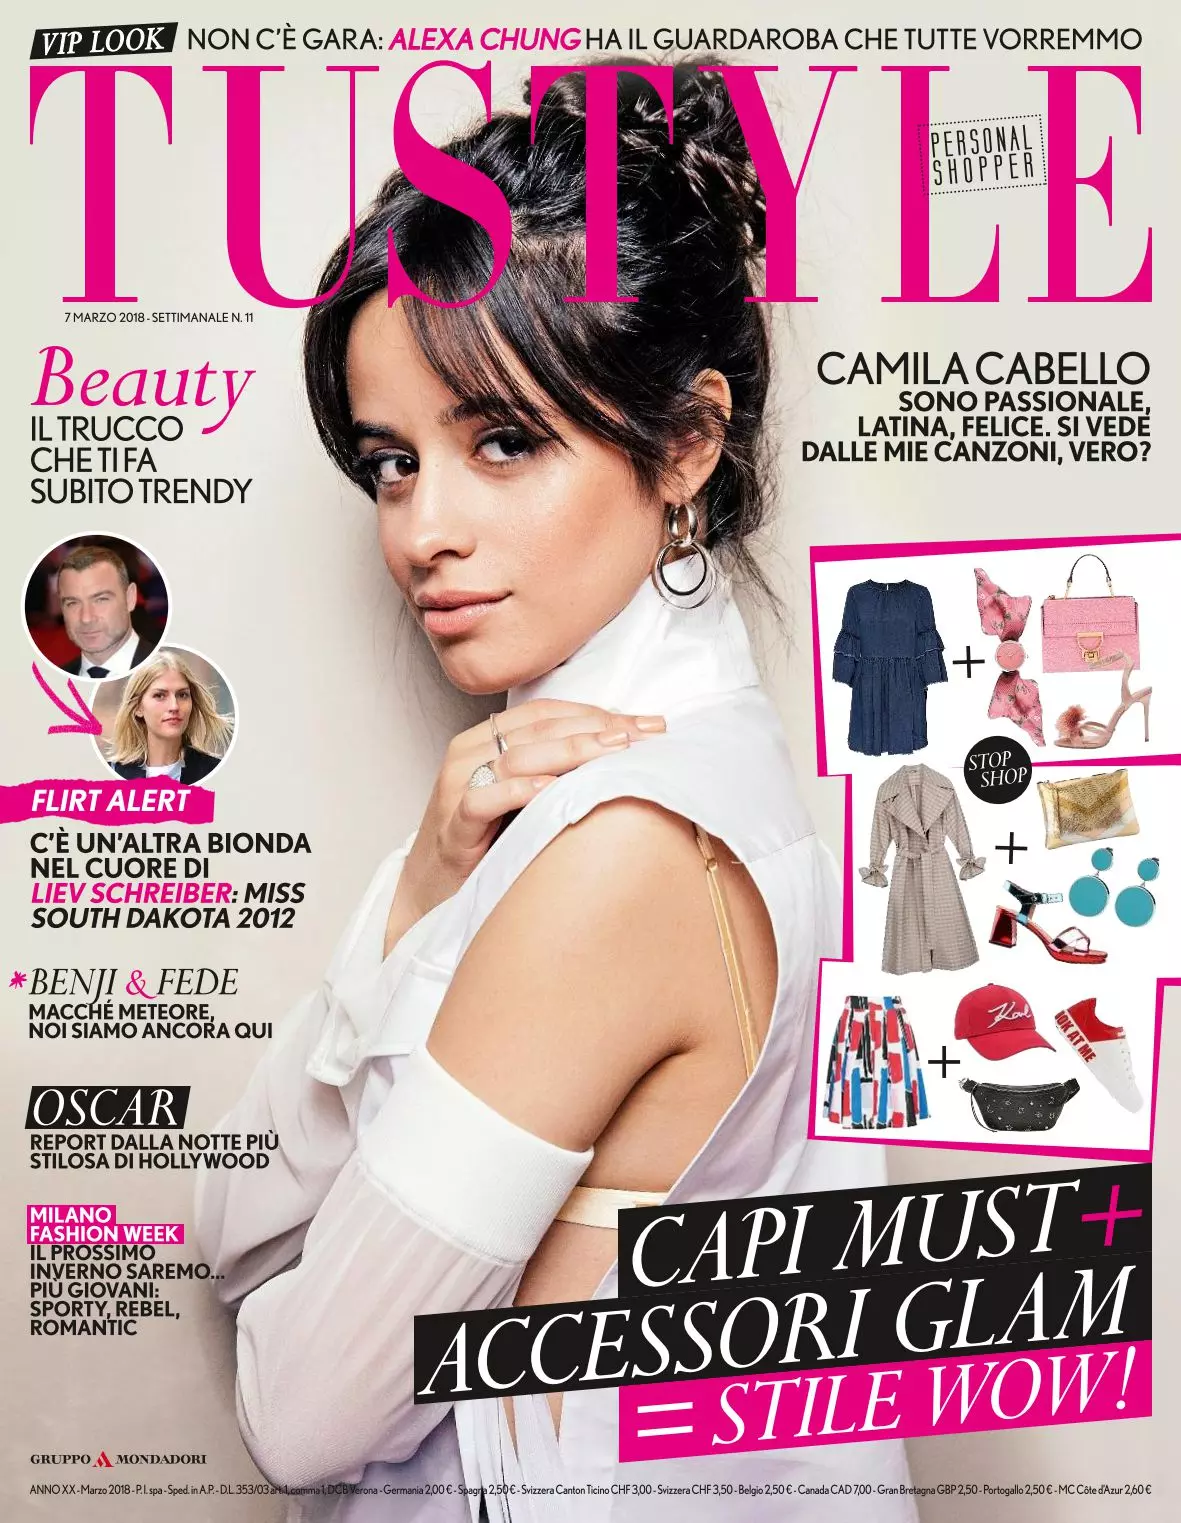 VIP LOOK NON C'È GARA: ALEXA CHUNG HA IL GUARDAROBA CHE TUTTE VORREMMO
TUSTYLE
PERSONAL
SHOPPER
7 MARZO 2018 - SETTIMANALE N. 11
Beauty
IL TRUCCO
CHE TI FA
SUBITO TRENDY
CAMILA CABELLO
SONO PASSIONALE,
LATINA, FELICE. SI VEDE
DALLE MIE CANZONI, VERO?
FLIRT ALERT
C'È UN'ALTRA BIONDA
NEL CUORE DI
LIEV SCHREIBER: MISS
SOUTH DAKOTA 2012
*BENJI & FEDE
MACCHÉ METEORE,
NOI SIAMO ANCORA QUI
OSCAR
REPORT DALLA NOTTE PIÙ
STILOSA DI HOLLYWOOD
MILANO
FASHION WEEK
IL PROSSIMO
INVERNO SAREMO...
PIÙ GIOVANI:
SPORTY, REBEL,
ROMANTIC
+
STOP
SHOP
+
+
Karl
LOOK AT ME
CAPI MUST +
ACCESSORI GLAM
= STILE WOW!
GRUPPO MONDADORI
ANNO XX - Marzo 2018 - P. I. spa - Sped. in A.P. - D.L. 353/03 art.1, comma 1, DCB Verona - Germania 2,00 € - Spagna 2,50 € - Svizzera Canton Ticino CHF 3,00 - Svizzera CHF 3,50 - Belgio 2,50 € - Canada CAD 7,00 - Gran Bretagna GBP 2,50 - Portogallo 2,50 € - MC Côte d'Azur 2,60 €